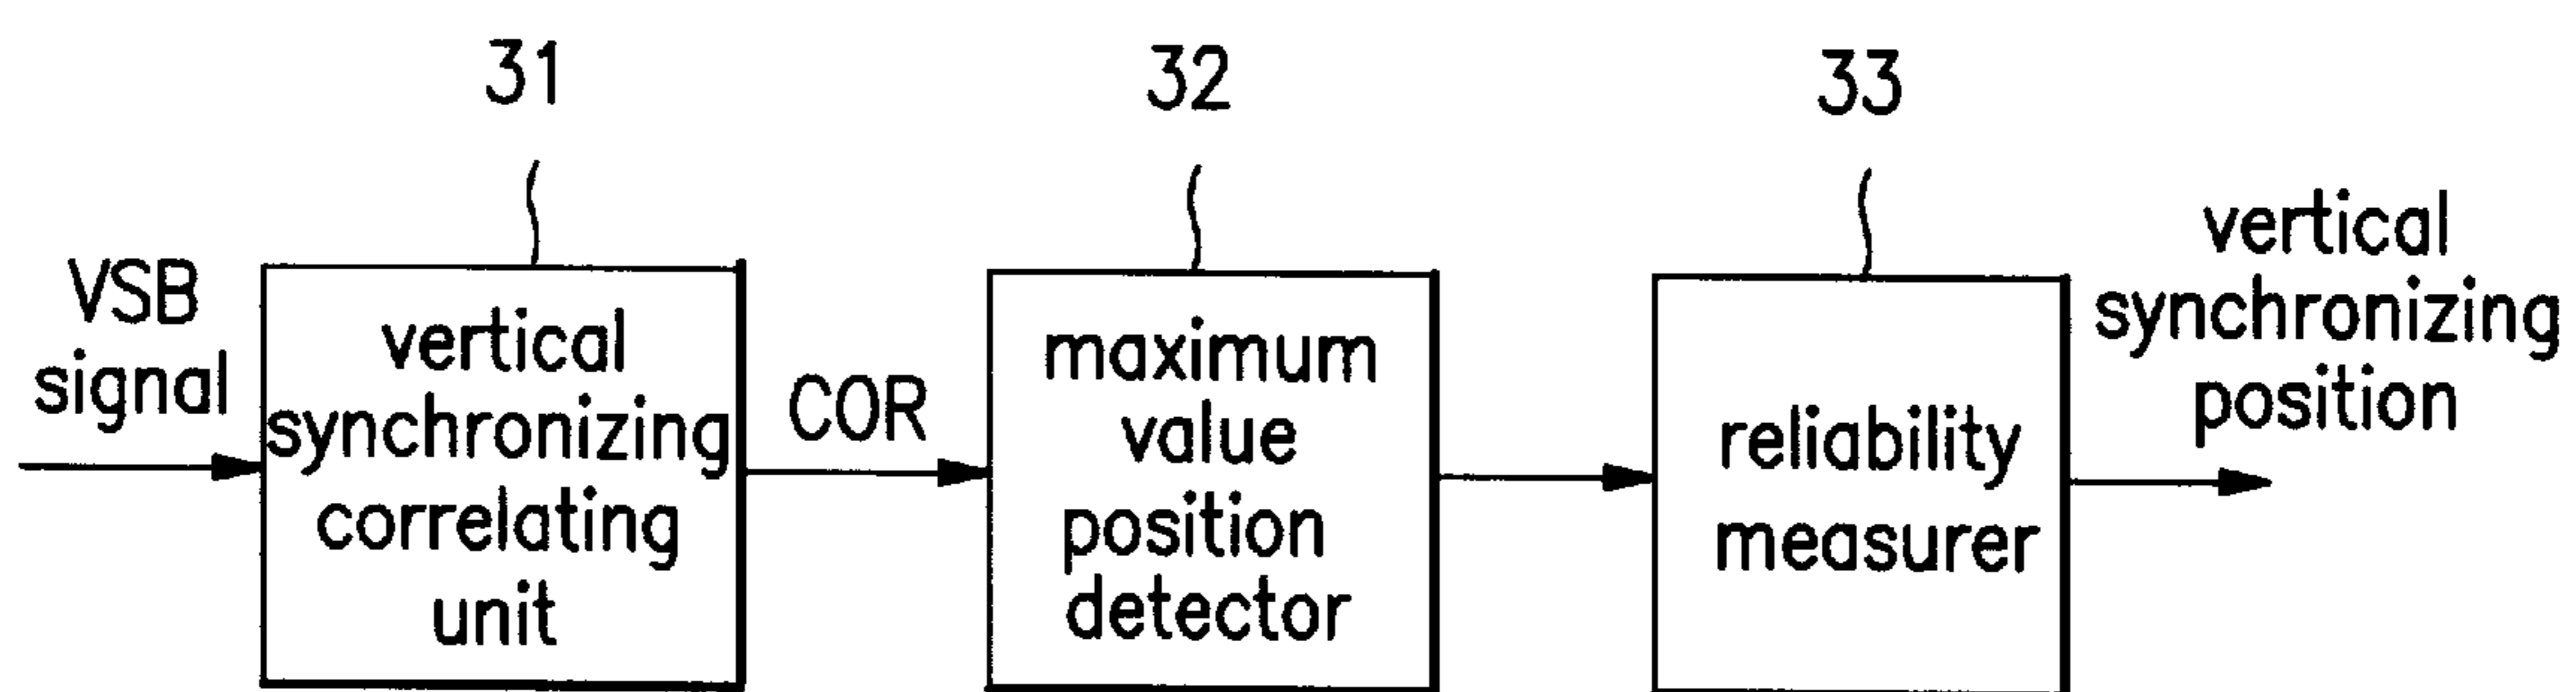 31
32
33
VSB
signal
vertical
synchronizing
correlating
unit
COR
maximum
value
position
detector
reliability
measurer
vertical
synchronizing
position